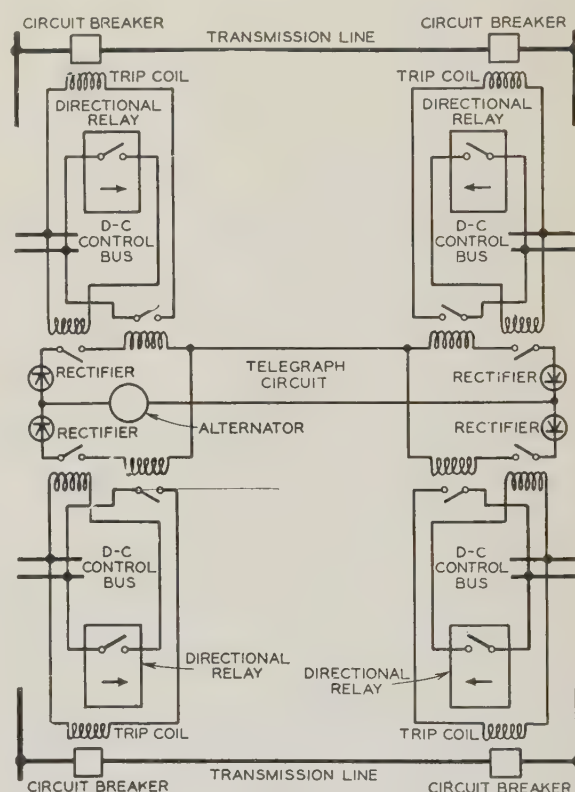 CIRCUIT BREAKER
TRANSMISSION LINE
CIRCUIT BREAKER
TRIP COIL
TRIP COIL
DIRECTIONAL
RELAY
DIRECTIONAL
RELAY
D-C
CONTROL
BUS
D-C
CONTROL
BUS
RECTIFIER
TELEGRAPH
CIRCUIT
RECTIFIER
RECTIFIER
ALTERNATOR
RECTIFIER
D-C
CONTROL
BUS
D-C
CONTROL
BUS
DIRECTIONAL
RELAY
DIRECTIONAL
RELAY
TRIP COIL
TRIP COIL
CIRCUIT BREAKER
TRANSMISSION LINE
CIRCUIT BREAKER